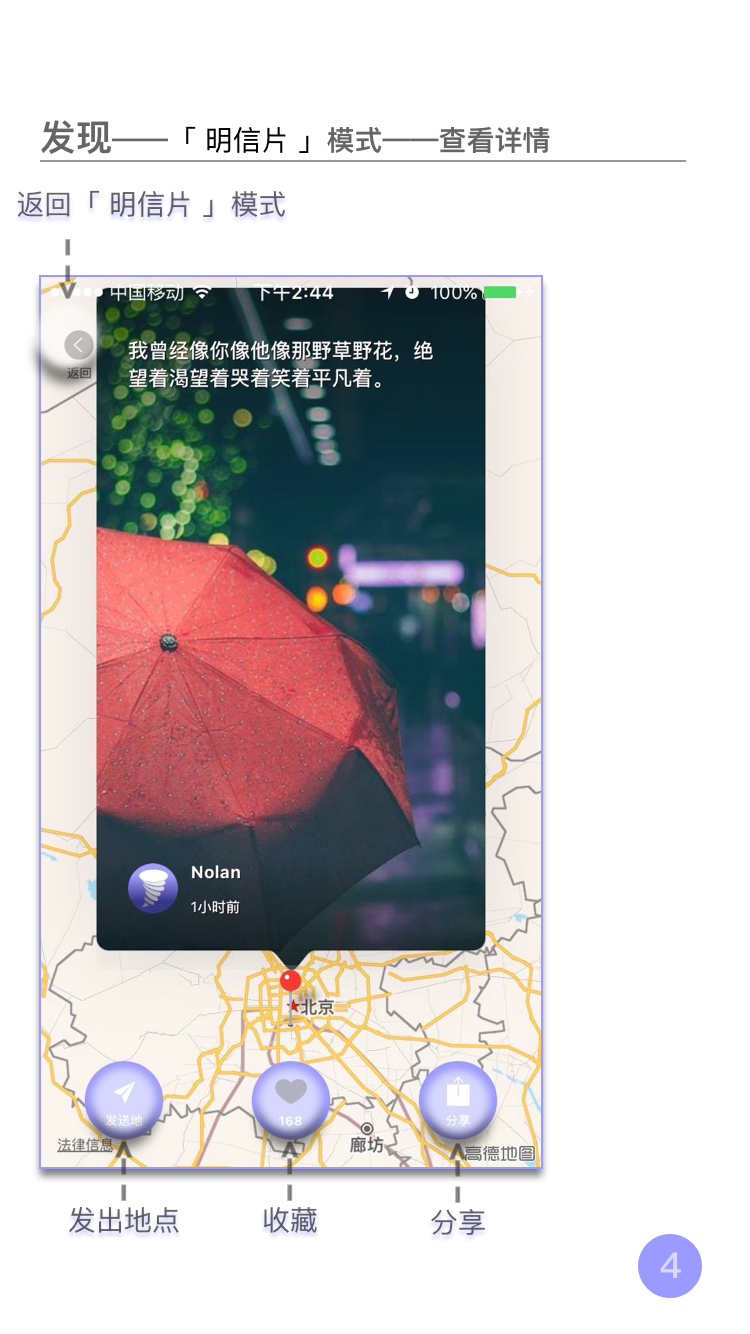 发现——「 明信片 」模式——查看详情
返回「 明信片 」模式
中国移动 下午2:44 100%
返回
我曾经像你像他像那野草野花，绝
望着渴望着哭着笑着平凡着。
Nolan
1小时前
北京
发送地 168 分享
廊坊
法律信息 高德地图
发出地点 收藏 分享
4